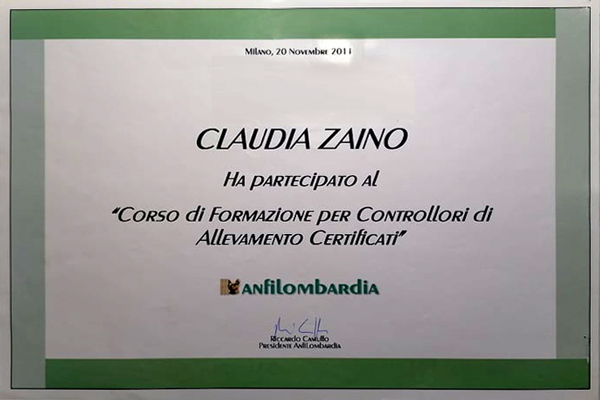 Milano, 20 Novembre 2011
CLAUDIA ZAINO
Ha partecipato al
"Corso di Formazione per Controllori di
Allevamento Certificati"
anfilombardia
Riccardo Camullo
Presidente AnfiLombardia